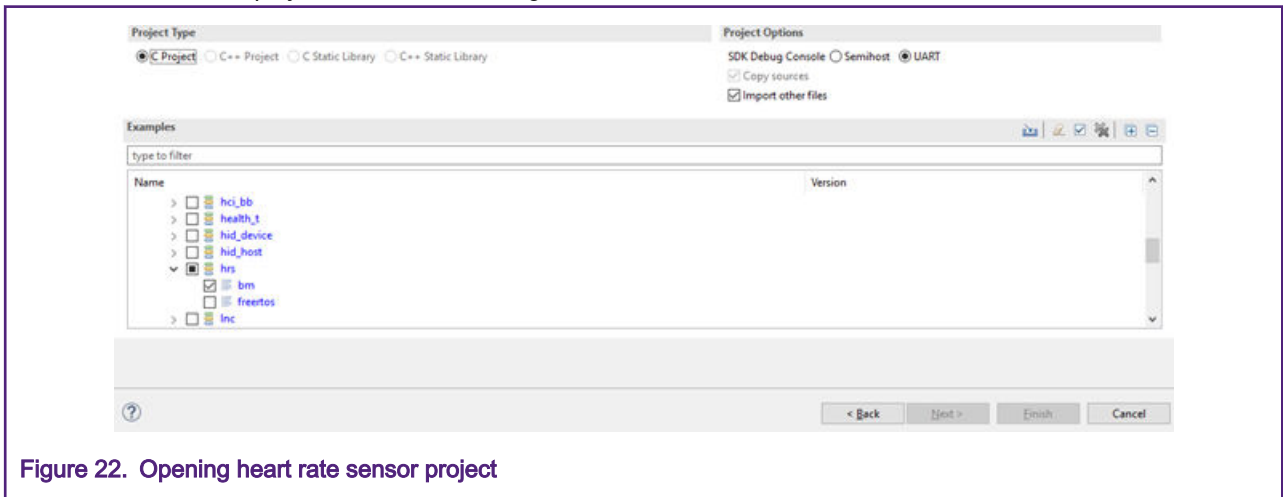 Project Type
C Project C++ Project C Static Library C++ Static Library
Project Options
SDK Debug Console Semihost UART
Copy sources
Import other files
Examples
type to filter
Name Version
hci_bb
health_t
hid_device
hid_host
hrs
bm
freertos
lnc
< Back Next > Finish Cancel
Figure 22. Opening heart rate sensor project